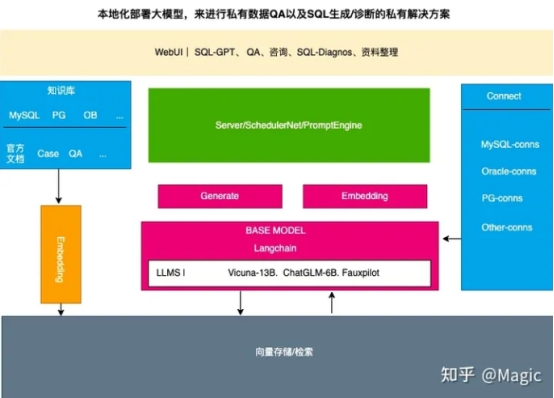 本地化部署大模型，来进行私有数据QA以及SQL生成/诊断的私有解决方案
WebUI | SQL-GPT、 QA、咨询、SQL-Diagnos、资料整理
知识库
MySQL PG OB ...
官方文档 Case QA ...
Embedding
Server/SchedulerNet/PromptEngine
Generate
Embedding
BASE MODEL
Langchain
LLMS | Vicuna-13B、ChatGLM-6B、Fauxpilot
Connect
MySQL-conns
Oracle-conns
PG-conns
Other-conns
向量存储/检索
知乎 @Magic